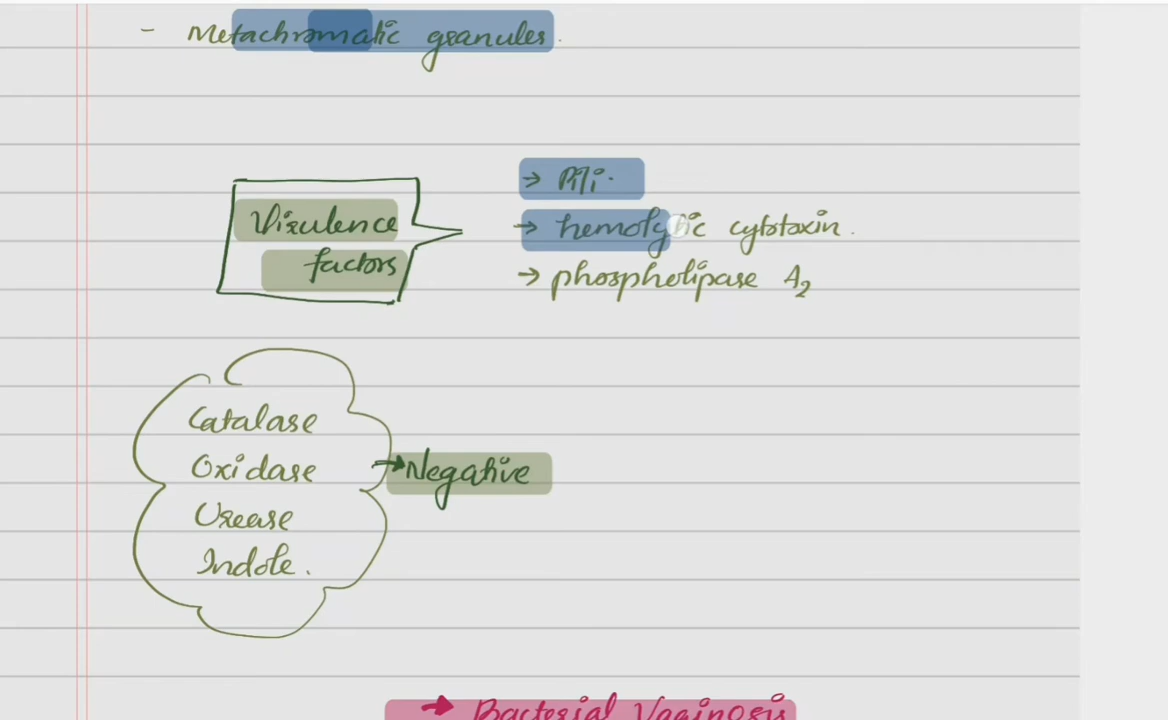 - Metachromatic granules.
Virulence factors
→ Pili.
→ hemolytic cytotoxin.
→ phospholipase A2
Catalase
Oxidase → Negative
Urease
Indole.
→ Bacterial Vaginosis